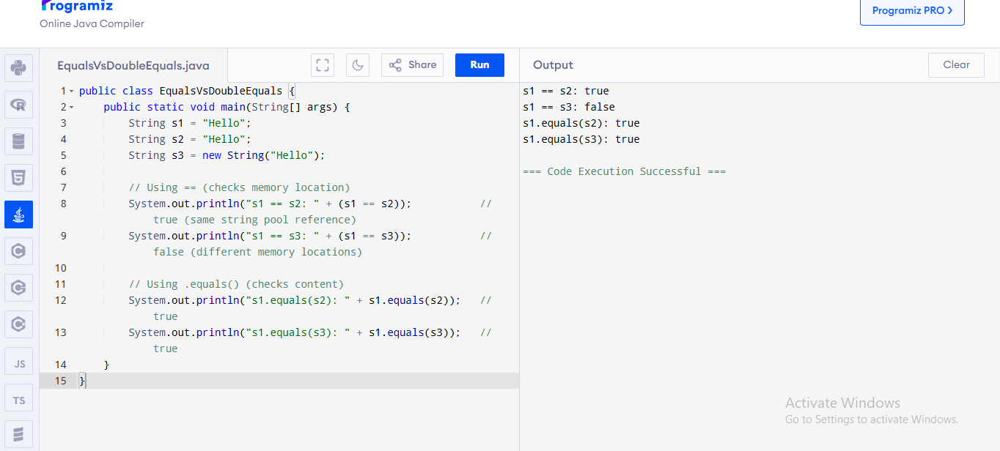 Programiz
Online Java Compiler
Programiz PRO
EqualsVsDoubleEquals.java
Share
Run
Output
Clear
1 public class EqualsVsDoubleEquals {
2     public static void main(String[] args) {
3         String s1 = "Hello";
4         String s2 = "Hello";
5         String s3 = new String("Hello");
6
7         // Using == (checks memory location)
8         System.out.println("s1 == s2: " + (s1 == s2));           //
            true (same string pool reference)
9         System.out.println("s1 == s3: " + (s1 == s3));           //
            false (different memory locations)
10
11         // Using .equals() (checks content)
12         System.out.println("s1.equals(s2): " + s1.equals(s2));   //
            true
13         System.out.println("s1.equals(s3): " + s1.equals(s3));   //
            true
14     }
15 }
s1 == s2: true
s1 == s3: false
s1.equals(s2): true
s1.equals(s3): true
=== Code Execution Successful ===
JS
TS
Activate Windows
Go to Settings to activate Windows.